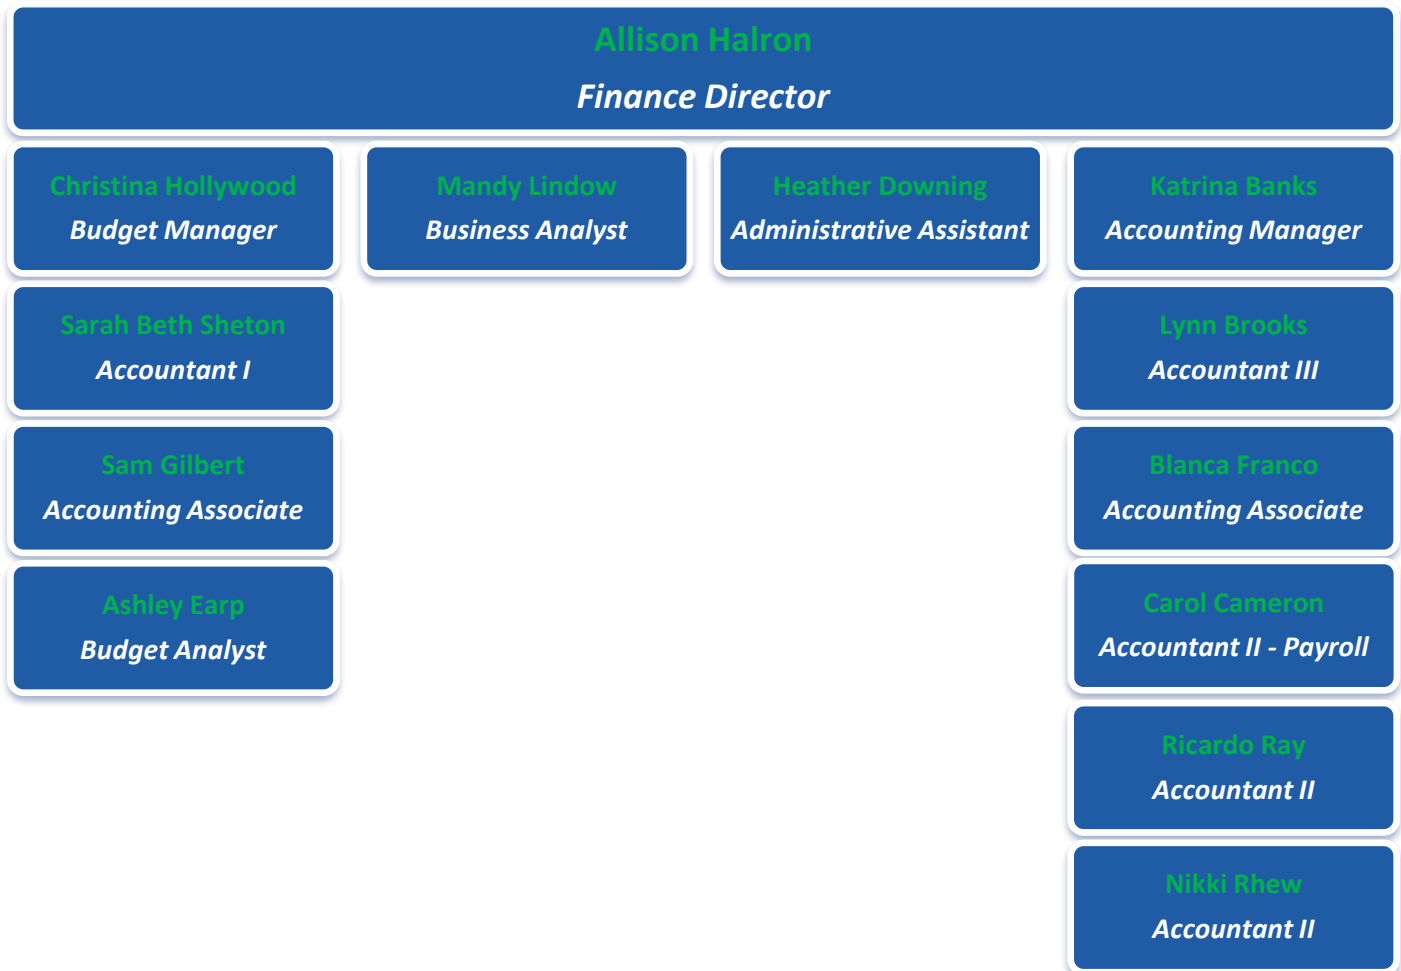 Allison Halron
Finance Director
Christina Hollywood
Budget Manager
Mandy Lindow
Business Analyst
Heather Downing
Administrative Assistant
Katrina Banks
Accounting Manager
Sarah Beth Sheton
Accountant I
Lynn Brooks
Accountant III
Sam Gilbert
Accounting Associate
Blanca Franco
Accounting Associate
Ashley Earp
Budget Analyst
Carol Cameron
Accountant II - Payroll
Ricardo Ray
Accountant II
Nikki Rhew
Accountant II